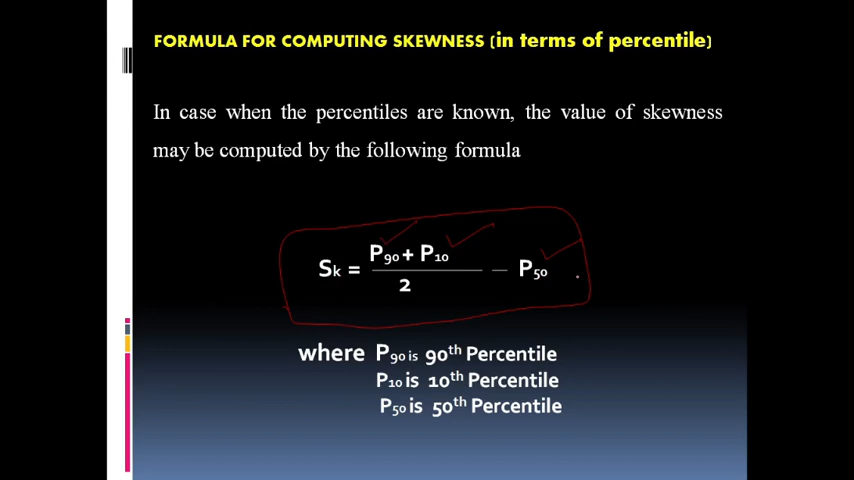 FORMULA FOR COMPUTING SKEWNESS (in terms of percentile)
In case when the percentiles are known, the value of skewness
may be computed by the following formula
Sk = P90 + P10 / 2 — P50
where P90 is 90th Percentile
P10 is 10th Percentile
P50 is 50th Percentile